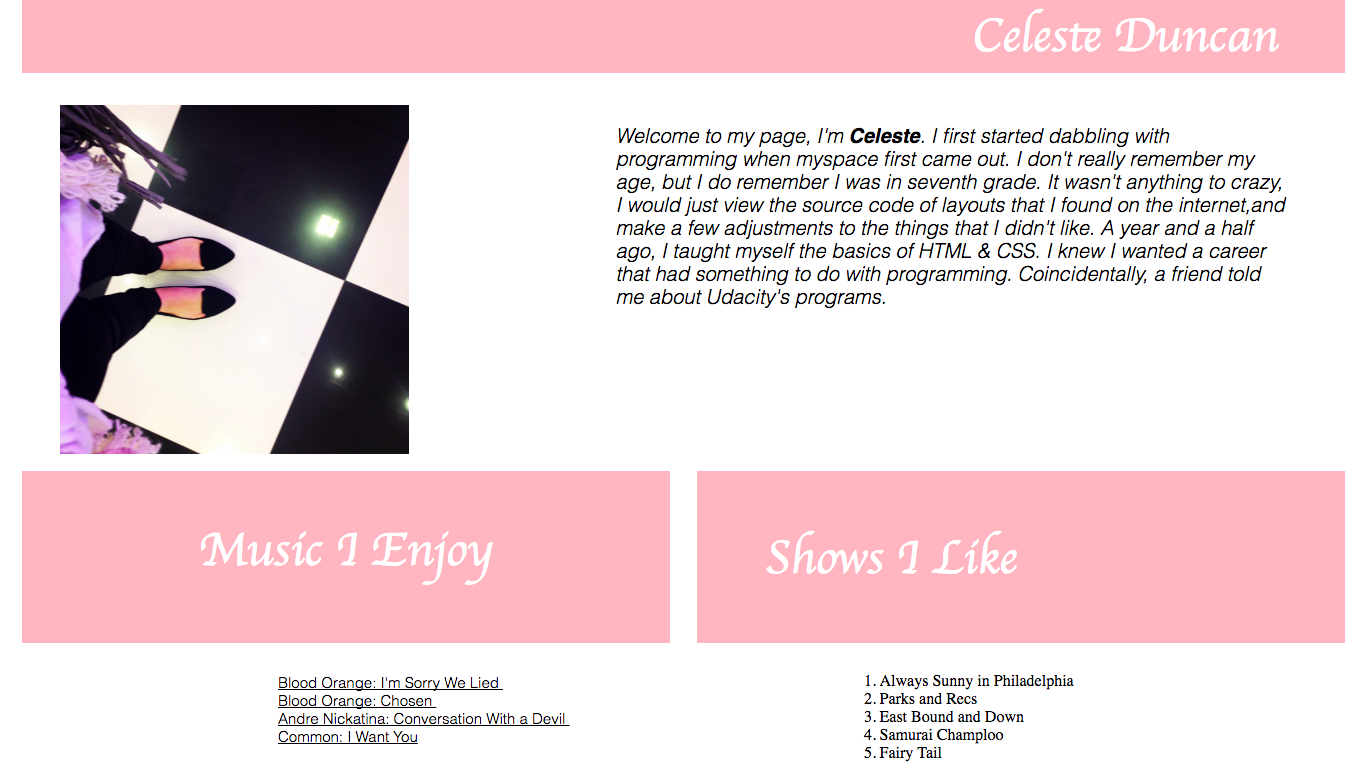 Celeste Duncan
Welcome to my page, I'm Celeste. I first started dabbling with
programming when myspace first came out. I don't really remember my
age, but I do remember I was in seventh grade. It wasn't anything to crazy,
I would just view the source code of layouts that I found on the internet,and
make a few adjustments to the things that I didn't like. A year and a half
ago, I taught myself the basics of HTML & CSS. I knew I wanted a career
that had something to do with programming. Coincidentally, a friend told
me about Udacity's programs.
Music I Enjoy
Blood Orange: I'm Sorry We Lied
Blood Orange: Chosen
Andre Nickatina: Conversation With a Devil
Common: I Want You
Shows I Like
1. Always Sunny in Philadelphia
2. Parks and Recs
3. East Bound and Down
4. Samurai Champloo
5. Fairy Tail